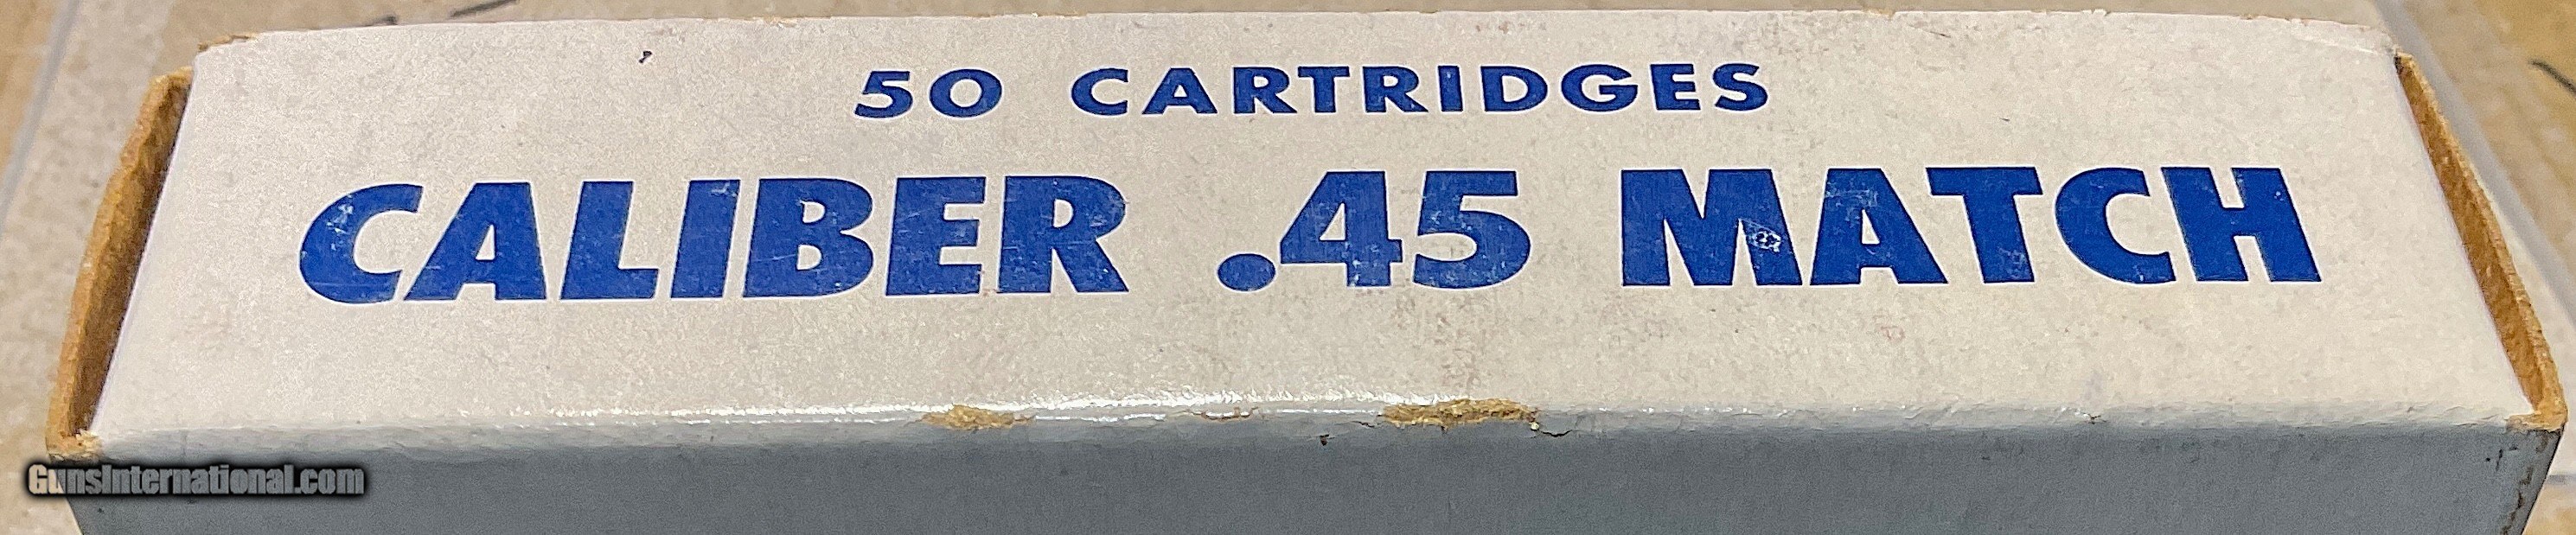 50 CARTRIDGES
CALIBER .45 MATCH
GunsInternational.com